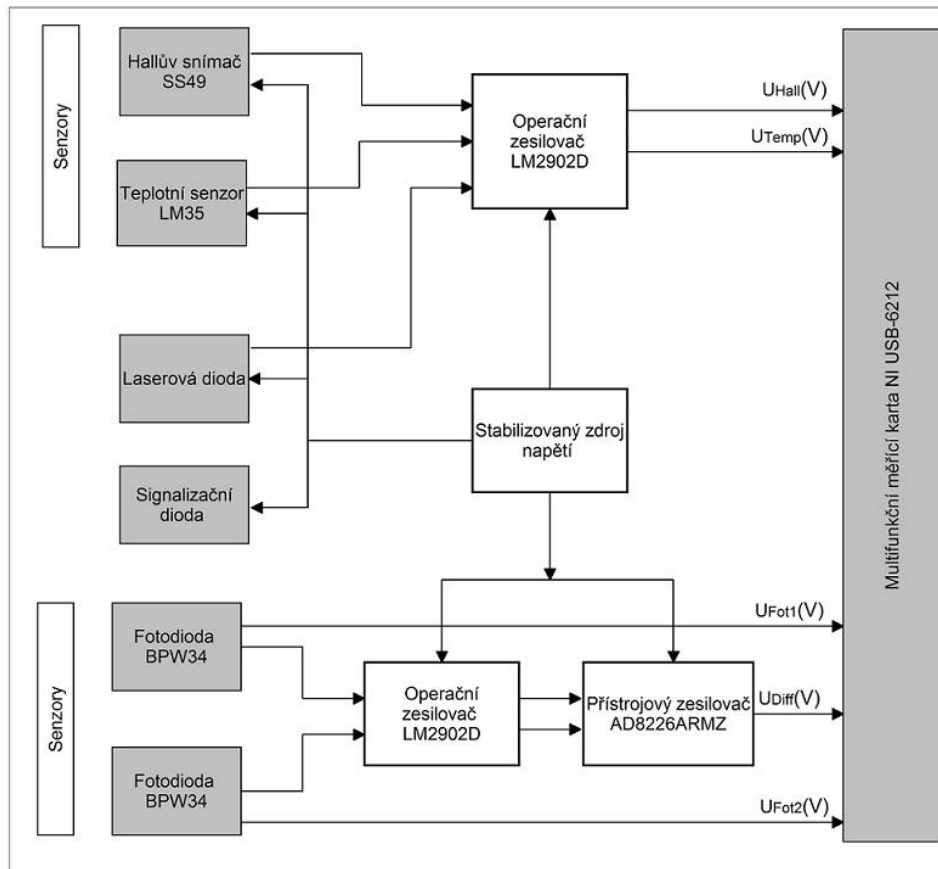 Senzory
Hallův snímač
SS49
Teplotní senzor
LM35
Laserová dioda
Signalizační
dioda
Operační
zesilovač
LM2902D
UHall(V)
UTemp(V)
Stabilizovaný zdroj
napětí
Multifunkční měřící karta NI USB-6212
Senzory
Fotodioda
BPW34
Fotodioda
BPW34
Operační
zesilovač
LM2902D
Přístrojový zesilovač
AD8226ARMZ
UFot1(V)
UDiff(V)
UFot2(V)